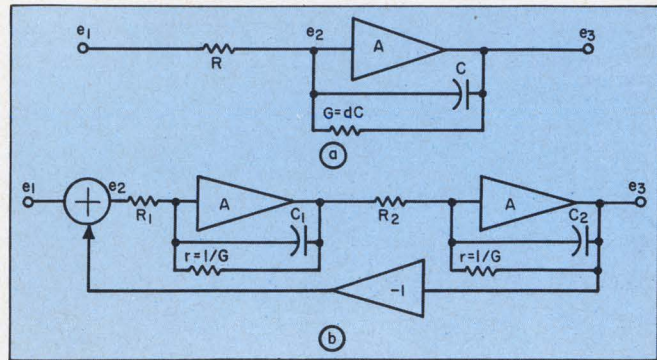 e1 e2 A e3
R
C
G=dC
a
e1 + e2 A A e3
R1 C1 R2 C2
r=1/G r=1/G
-1
b